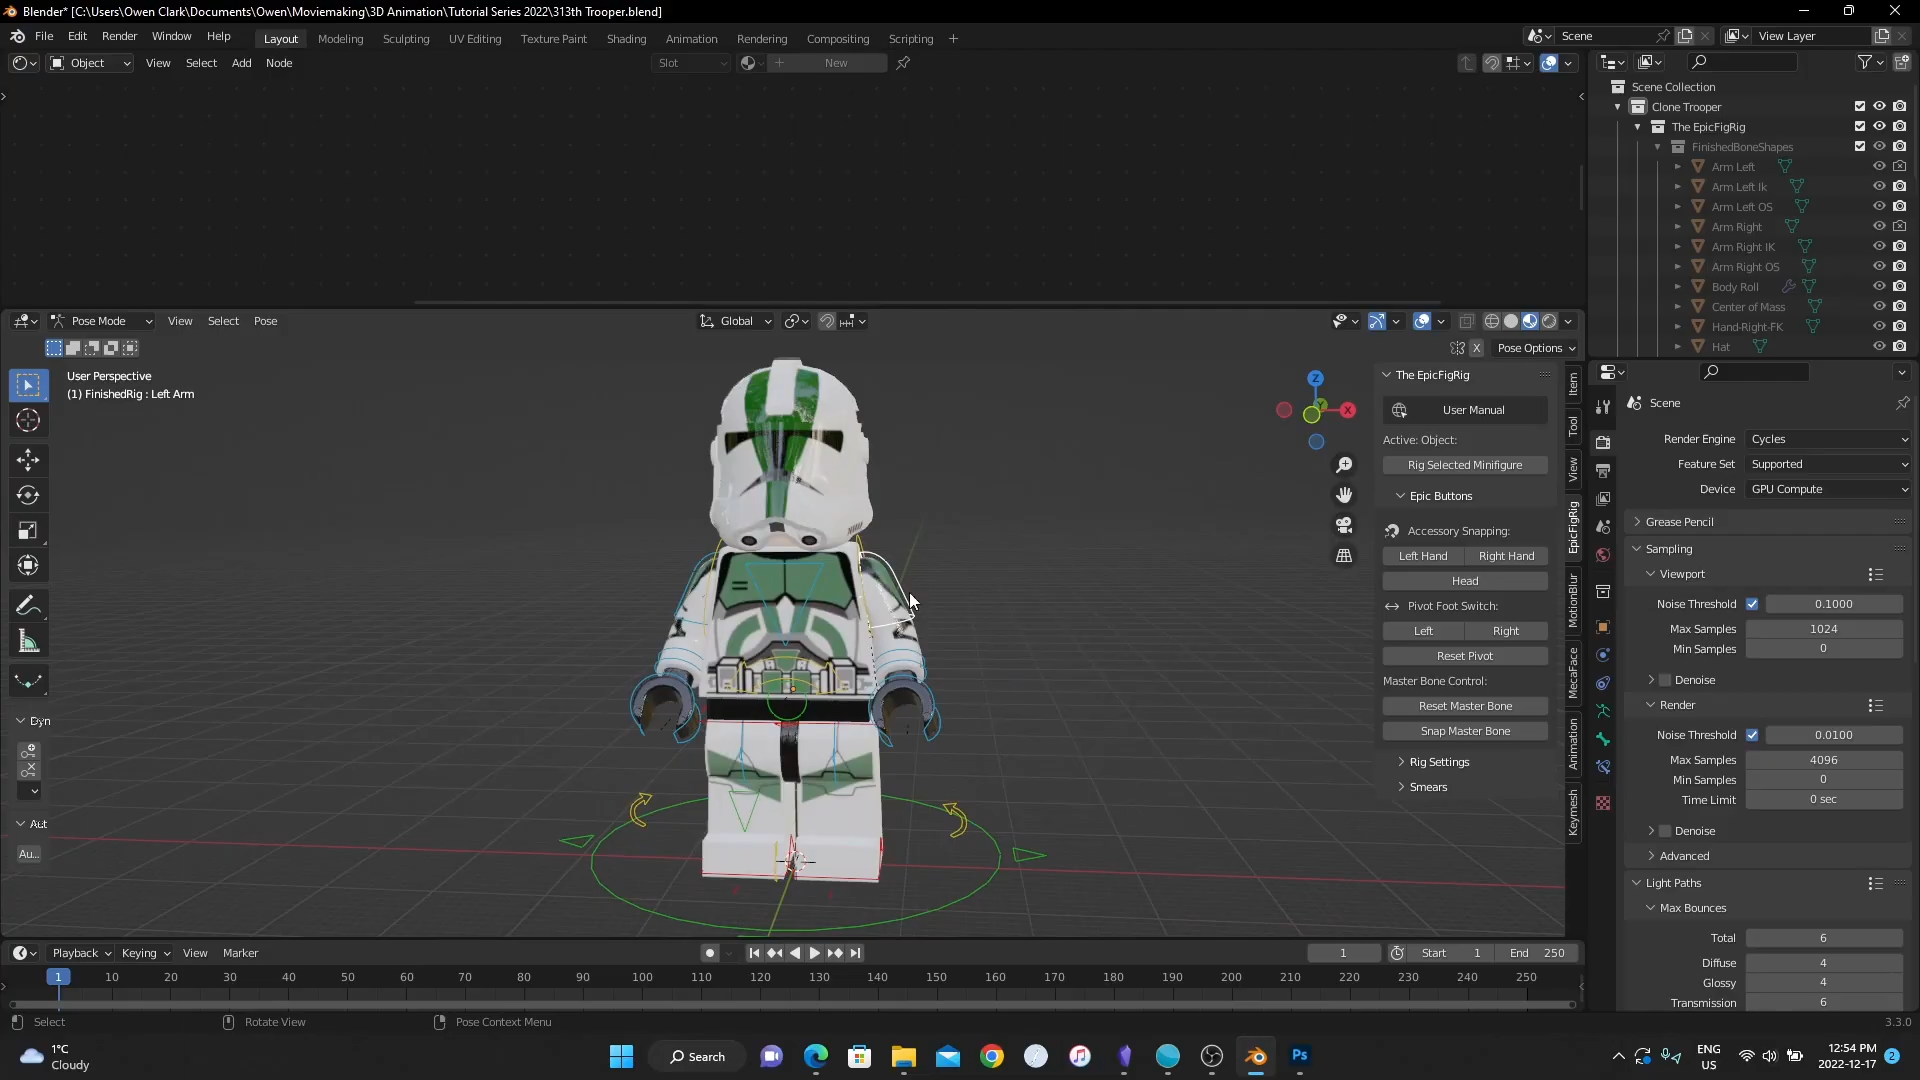 Blender* [C:\Users\Owen Clark\Documents\Owen\Moviemaking\3D Animation\Tutorial Series 2022\313th Trooper.blend]
File Edit Render Window Help Layout Modeling Sculpting UV Editing Texture Paint Shading Animation Rendering Compositing Scripting + Scene View Layer
Object View Select Add Node Slot New
Scene Collection
Clone Trooper
The EpicFigRig
FinishedBoneShapes
Arm Left
Arm Left Ik
Arm Left OS
Arm Right
Arm Right IK
Arm Right OS
Body Roll
Center of Mass
Hand-Right-FK
Hat
Pose Mode View Select Pose Global
X Pose Options
User Perspective
(1) FinishedRig : Left Arm
Z
Y
X
The EpicFigRig
User Manual
Active: Object:
Rig Selected Minifigure
Epic Buttons
Accessory Snapping:
Left Hand Right Hand
Head
Pivot Foot Switch:
Left Right
Reset Pivot
Master Bone Control:
Reset Master Bone
Snap Master Bone
Rig Settings
Smears
Item
Tool
View
EpicFigRig
MotionBlur
MecaFace
Animation
Keymesh
Dyn
Aut
Au...
Scene
Render Engine Cycles
Feature Set Supported
Device GPU Compute
Grease Pencil
Sampling
Viewport
Noise Threshold 0.1000
Max Samples 1024
Min Samples 0
Denoise
Render
Noise Threshold 0.0100
Max Samples 4096
Min Samples 0
Time Limit 0 sec
Denoise
Advanced
Light Paths
Max Bounces
Total 6
Diffuse 4
Glossy 4
Transmission 6
Playback Keying View Marker 1 Start 1 End 250
1 10 20 30 40 50 60 70 80 90 100 110 120 130 140 150 160 170 180 190 200 210 220 230 240 250
Select Rotate View Pose Context Menu 3.3.0
1°C
Cloudy
Search
Ps
ENG
US
12:54 PM
2022-12-17
2